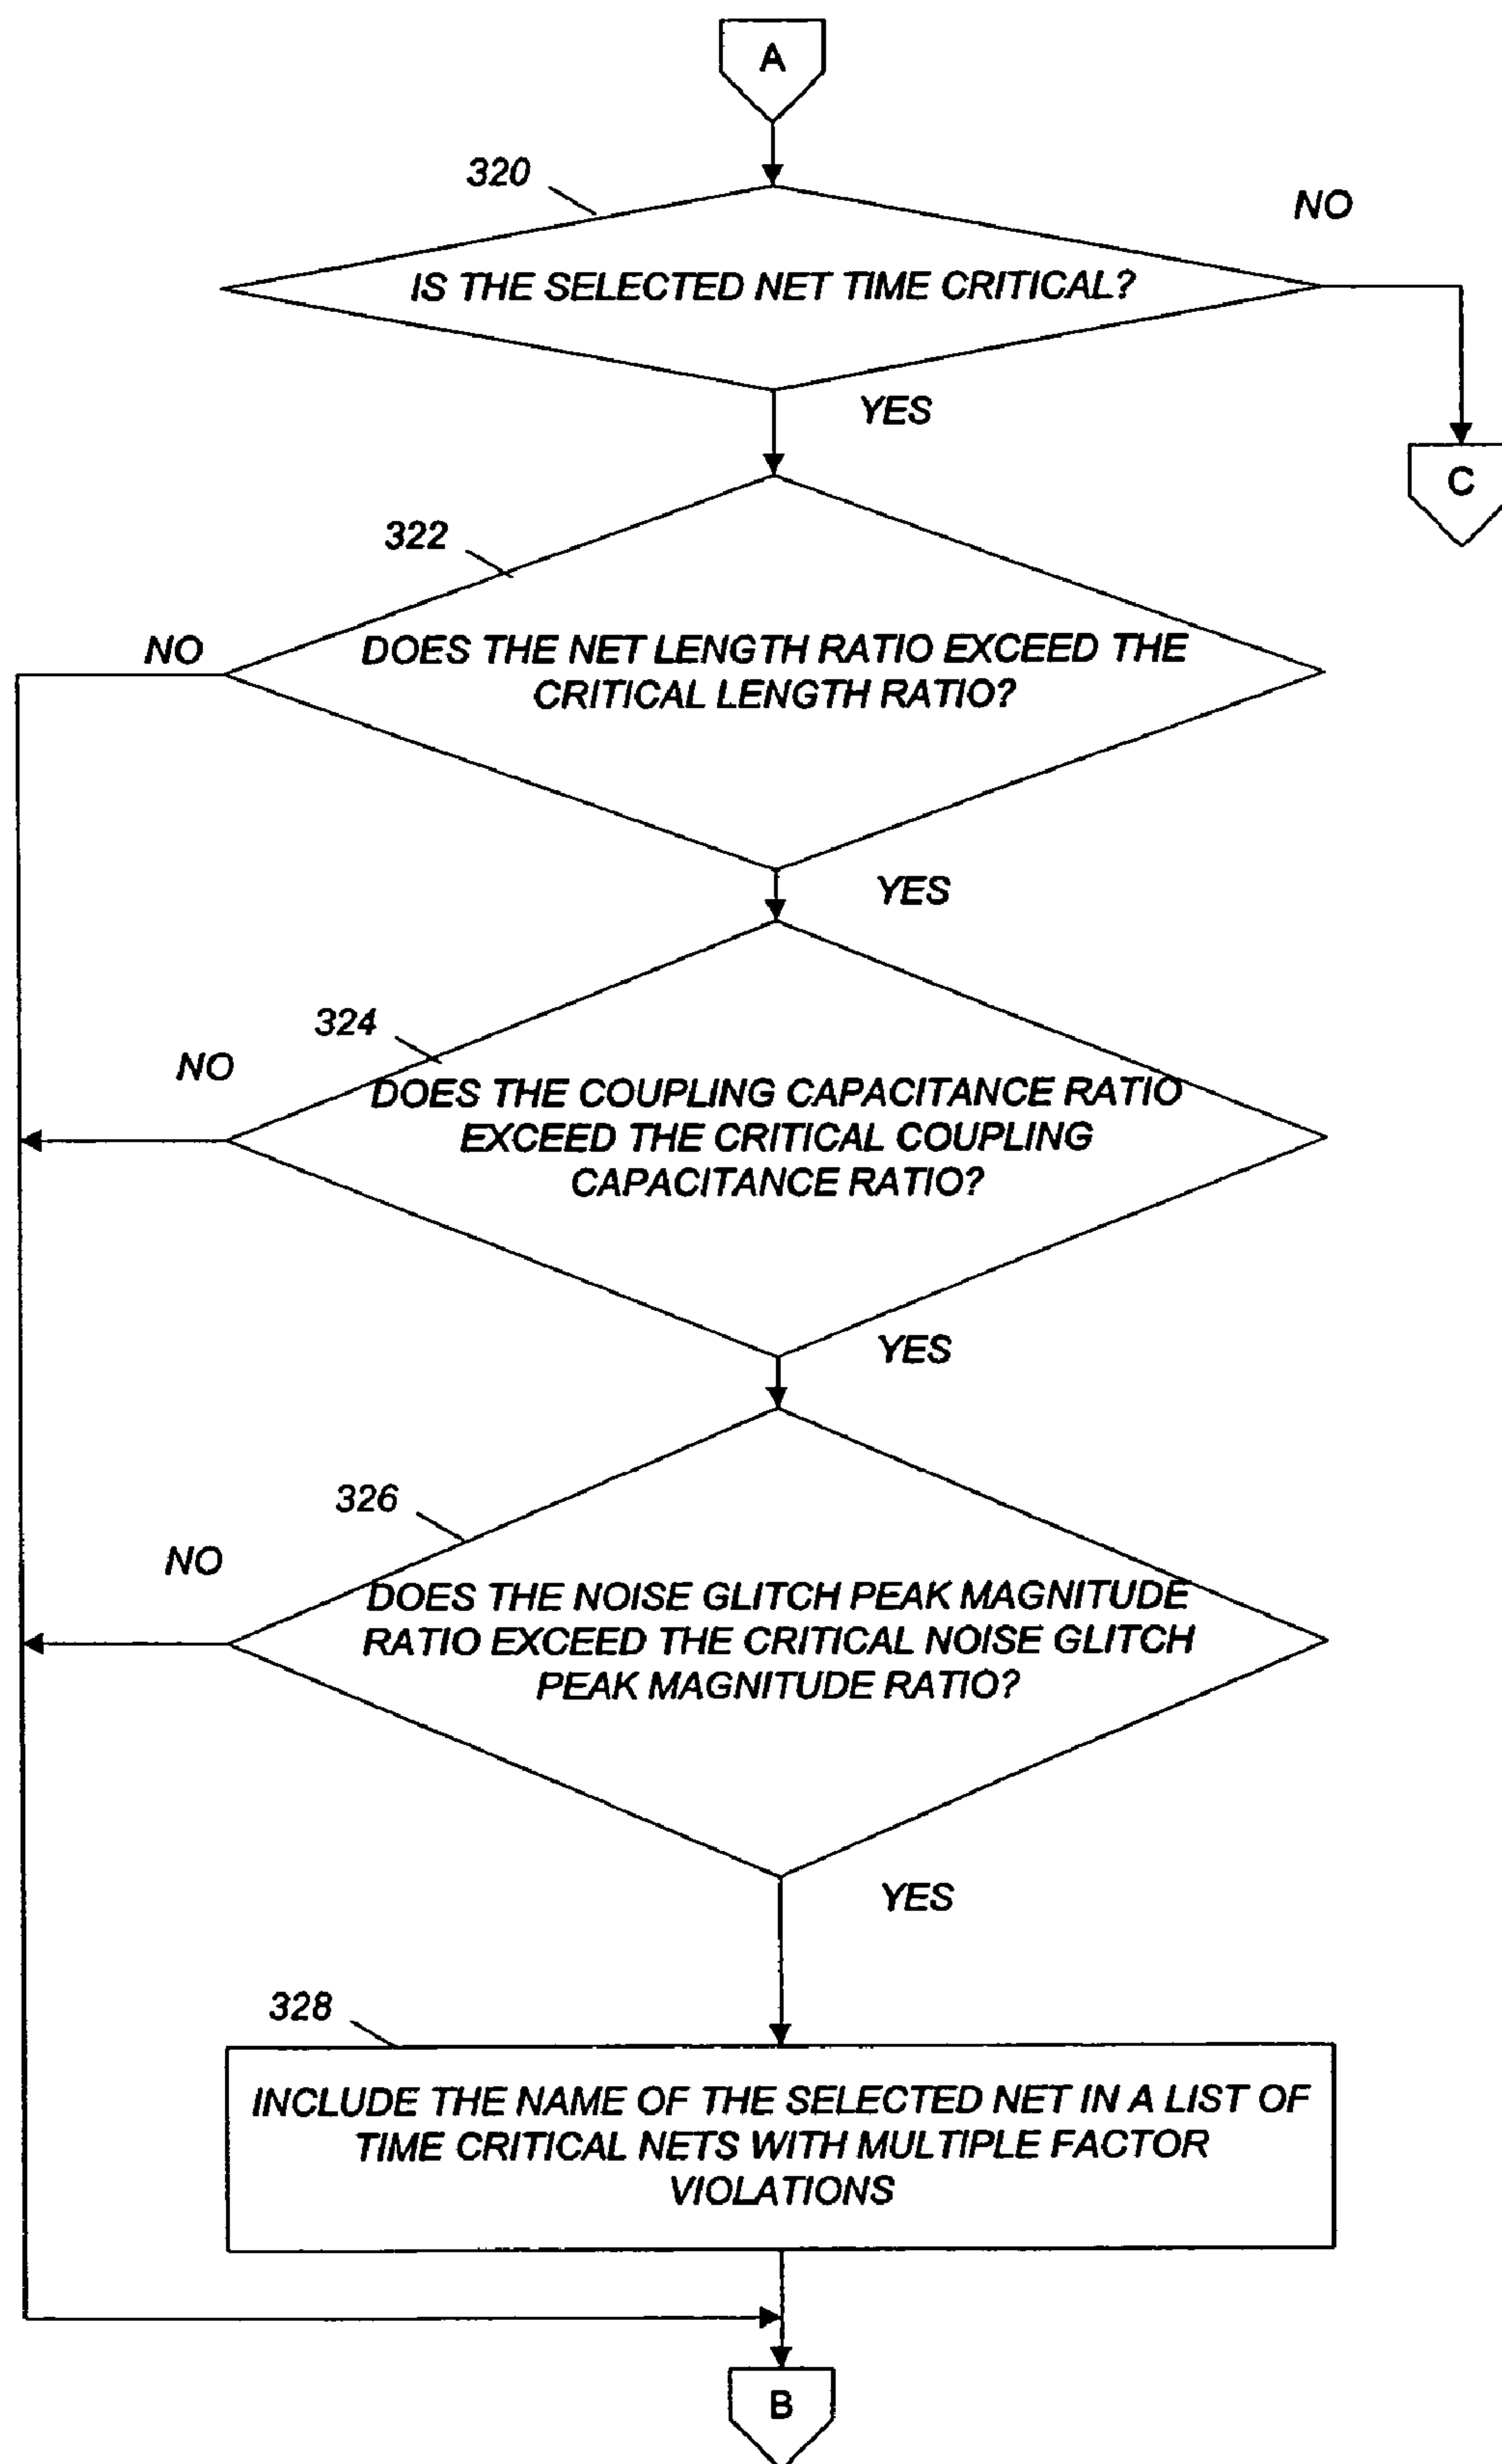 A
320
NO
IS THE SELECTED NET TIME CRITICAL?
YES
C
322
NO
DOES THE NET LENGTH RATIO EXCEED THE
CRITICAL LENGTH RATIO?
YES
324
NO
DOES THE COUPLING CAPACITANCE RATIO
EXCEED THE CRITICAL COUPLING
CAPACITANCE RATIO?
YES
326
NO
DOES THE NOISE GLITCH PEAK MAGNITUDE
RATIO EXCEED THE CRITICAL NOISE GLITCH
PEAK MAGNITUDE RATIO?
YES
328
INCLUDE THE NAME OF THE SELECTED NET IN A LIST OF
TIME CRITICAL NETS WITH MULTIPLE FACTOR
VIOLATIONS
B